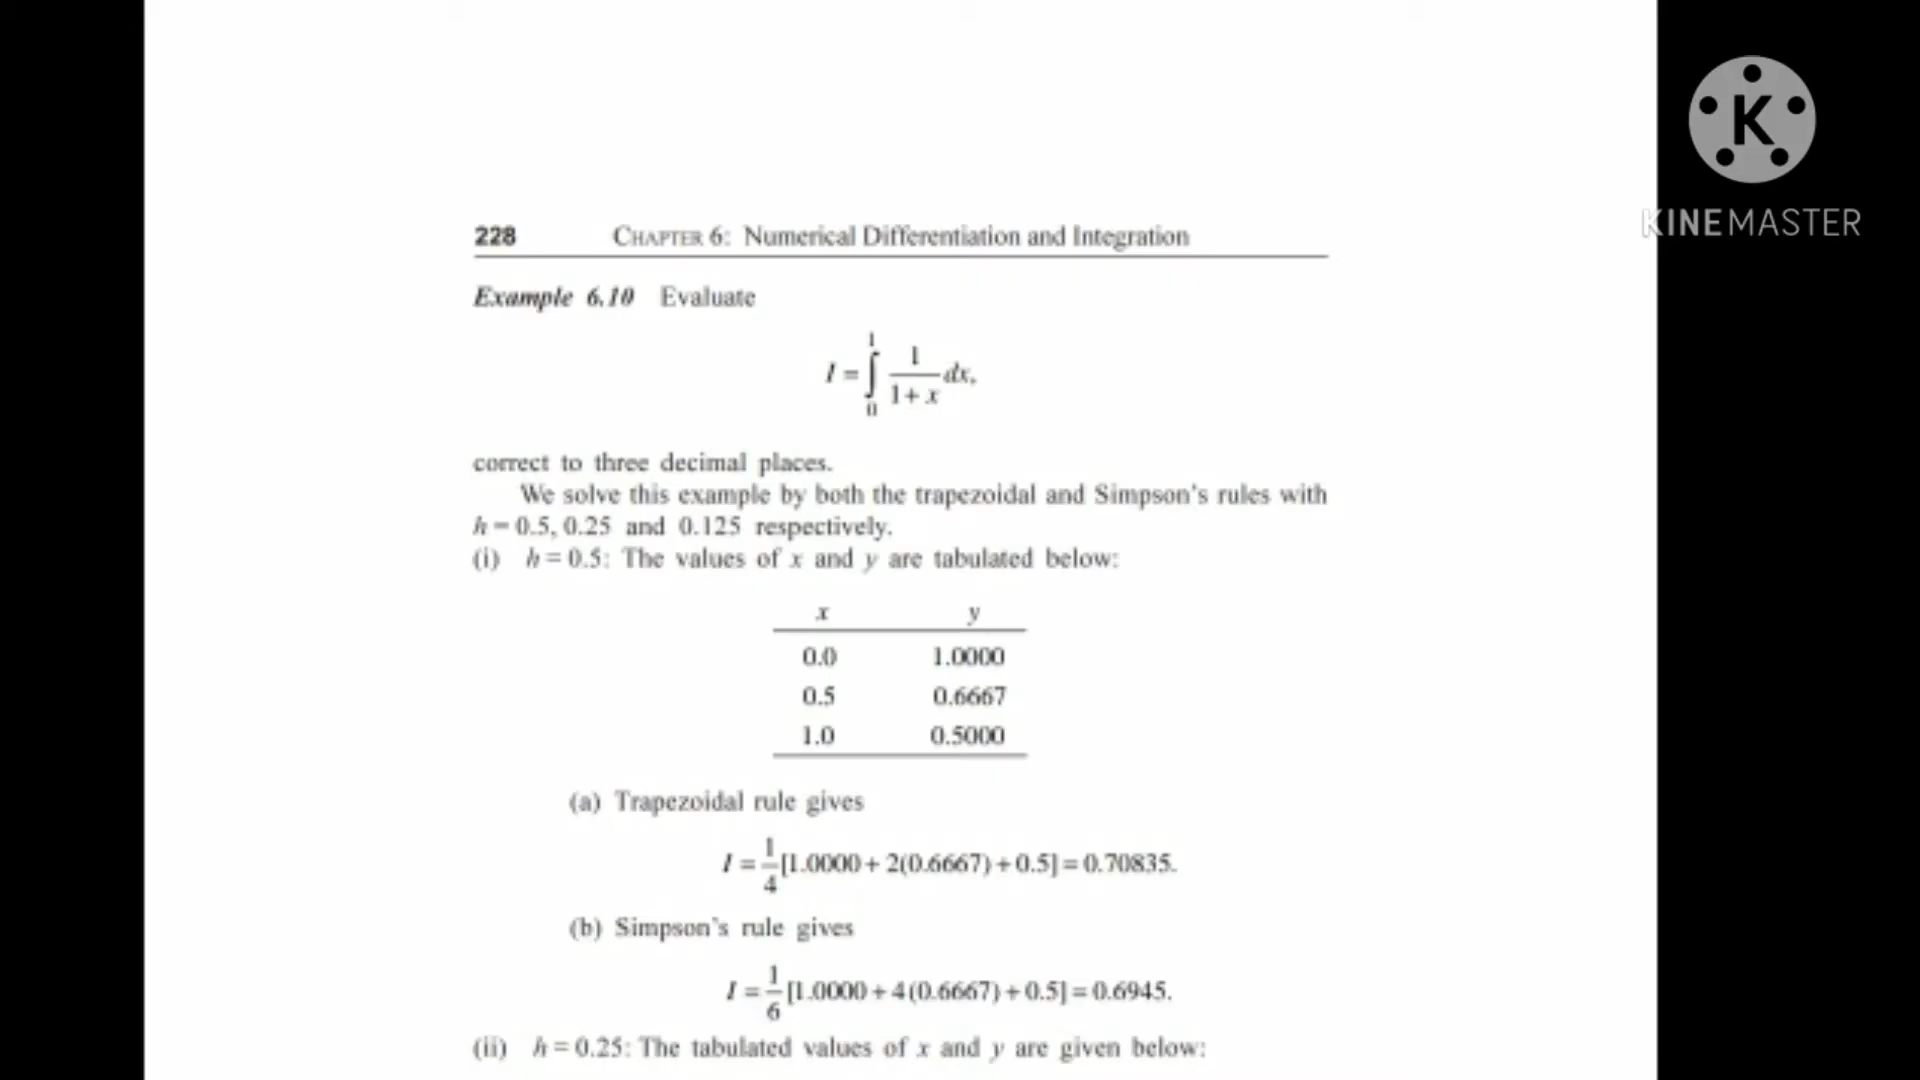 K
KINEMASTER
228 CHAPTER 6: Numerical Differentiation and Integration
Example 6.10 Evaluate
I = ∫₀¹ 1/(1 + x) dx,
correct to three decimal places.
We solve this example by both the trapezoidal and Simpson's rules with
h = 0.5, 0.25 and 0.125 respectively.
(i) h = 0.5: The values of x and y are tabulated below:
x y
0.0 1.0000
0.5 0.6667
1.0 0.5000
(a) Trapezoidal rule gives
I = 1/4 [1.0000 + 2(0.6667) + 0.5] = 0.70835.
(b) Simpson's rule gives
I = 1/6 [1.0000 + 4(0.6667) + 0.5] = 0.6945.
(ii) h = 0.25: The tabulated values of x and y are given below: